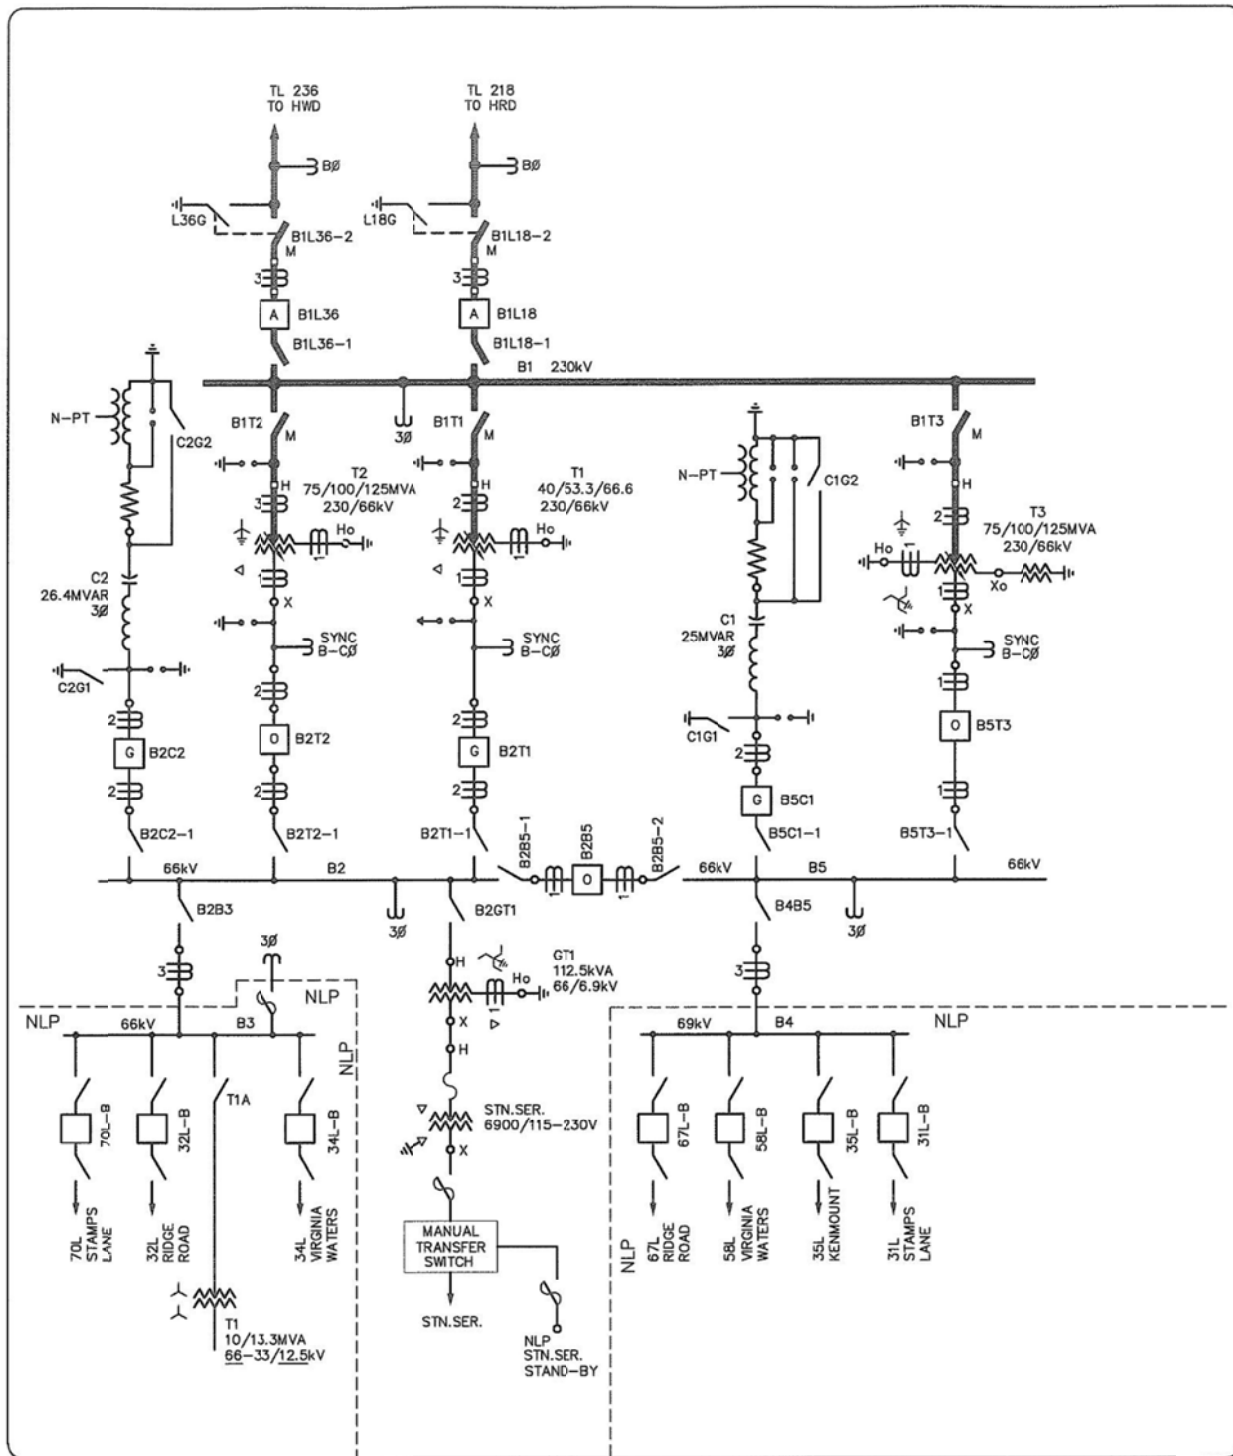 TL 236
TO HWD
TL 218
TO HRD
BØ
BØ
L36G
L18G
B1L36-2
M
B1L18-2
M
3
3
A
B1L36
A
B1L18
B1L36-1
B1L18-1
B1 230kV
N-PT
C2G2
B1T2
M
3Ø
B1T1
M
B1T3
M
N-PT
C1G2
H
T2
75/100/125MVA
230/66kV
3
H
T1
40/53.3/66.6
230/66kV
2
H
T3
75/100/125MVA
230/66kV
2
Ho
1
Ho
1
Ho
1
Xo
1
X
1
X
1
X
C2
26.4MVAR
3Ø
C1
25MVAR
3Ø
SYNC
B-CØ
SYNC
B-CØ
SYNC
B-CØ
C2G1
C1G1
2
2
2
2
1
G
B2C2
O
B2T2
G
B2T1
G
B5C1
O
B5T3
2
2
2
1
B2C2-1
B2T2-1
B2T1-1
B2B5-1
B2B5
B2B5-2
O
1
1
B5C1-1
B5T3-1
66kV
B2
66kV
B5
66kV
B2B3
3Ø
B2GT1
B4B5
3Ø
3
3Ø
H
GT1
112.5kVA
66/6.9kV
Ho
1
X
H
3
NLP
NLP
NLP
66kV
B3
69kV
B4
NLP
NLP
70L-B
32L-B
T1A
34L-B
STN.SER.
6900/115-230V
X
67L-B
58L-B
35L-B
31L-B
70L
STAMPS
LANE
32L
RIDGE
ROAD
34L
VIRGINIA
WATERS
MANUAL
TRANSFER
SWITCH
67L
RIDGE
ROAD
58L
VIRGINIA
WATERS
35L
KENMOUNT
31L
STAMPS
LANE
T1
10/13.3MVA
66-33/12.5kV
STN.SER.
NLP
STN.SER.
STAND-BY